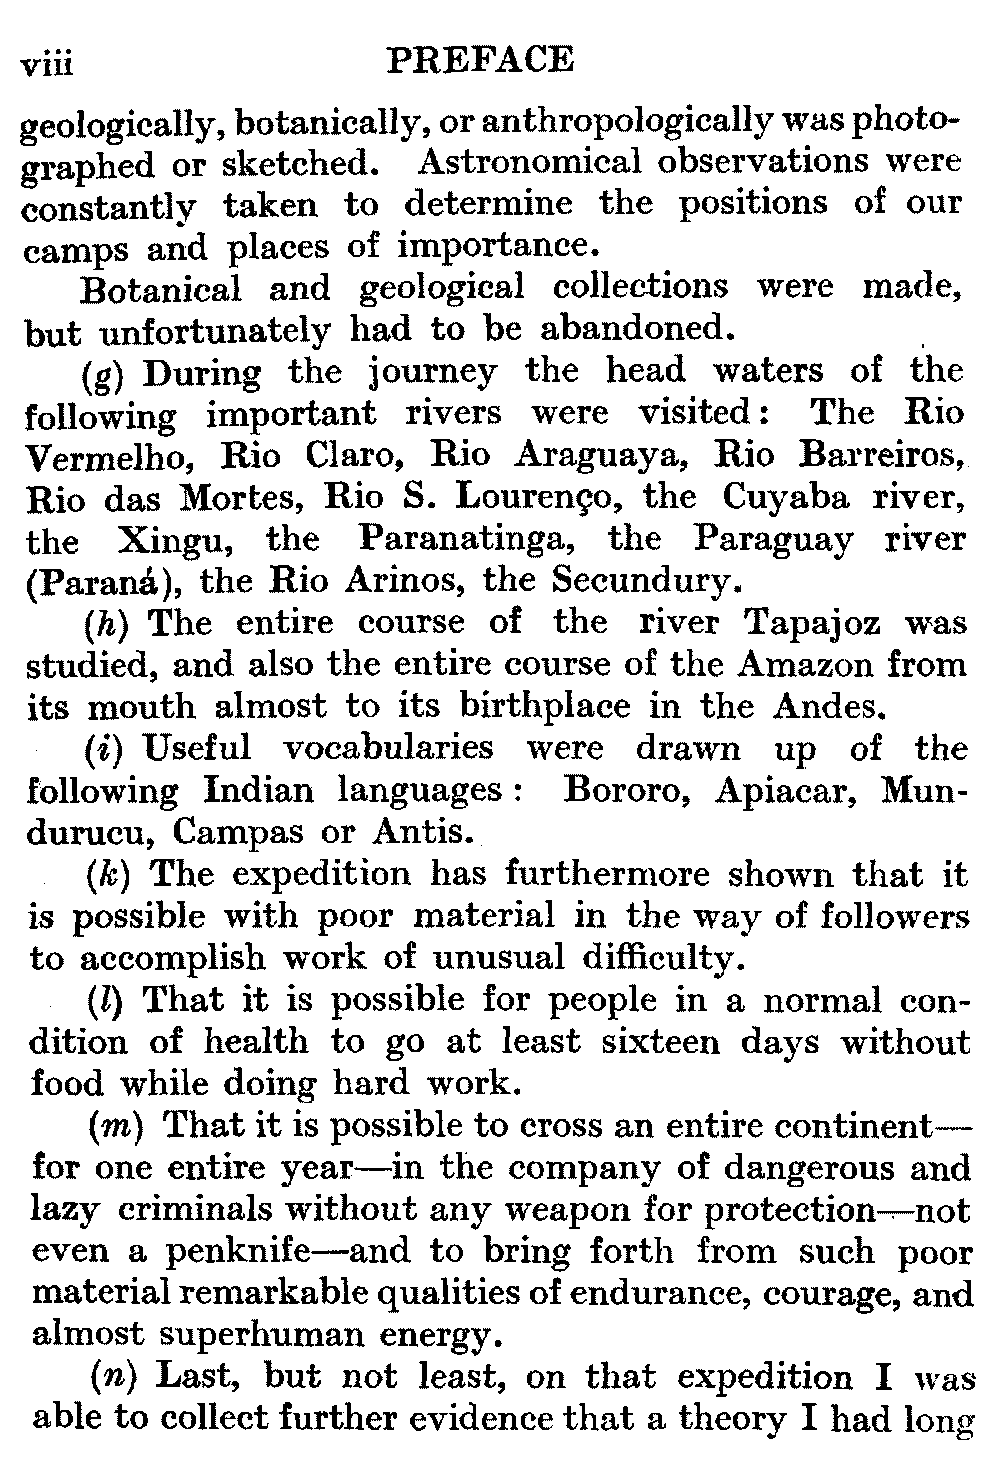 viii PREFACE
geologically, botanically, or anthropologically was photo-
graphed or sketched. Astronomical observations were
constantly taken to determine the positions of our
camps and places of importance.
Botanical and geological collections were made,
but unfortunately had to be abandoned.
(g) During the journey the head waters of the
following important rivers were visited: The Rio
Vermelho, Rio Claro, Rio Araguaya, Rio Barreiros,
Rio das Mortes, Rio S. Lourenço, the Cuyaba river,
the Xingu, the Paranatinga, the Paraguay river
(Paraná), the Rio Arinos, the Secundury.
(h) The entire course of the river Tapajoz was
studied, and also the entire course of the Amazon from
its mouth almost to its birthplace in the Andes.
(i) Useful vocabularies were drawn up of the
following Indian languages: Bororo, Apiacar, Mun-
durucu, Campas or Antis.
(k) The expedition has furthermore shown that it
is possible with poor material in the way of followers
to accomplish work of unusual difficulty.
(l) That it is possible for people in a normal con-
dition of health to go at least sixteen days without
food while doing hard work.
(m) That it is possible to cross an entire continent—
for one entire year—in the company of dangerous and
lazy criminals without any weapon for protection—not
even a penknife—and to bring forth from such poor
material remarkable qualities of endurance, courage, and
almost superhuman energy.
(n) Last, but not least, on that expedition I was
able to collect further evidence that a theory I had long